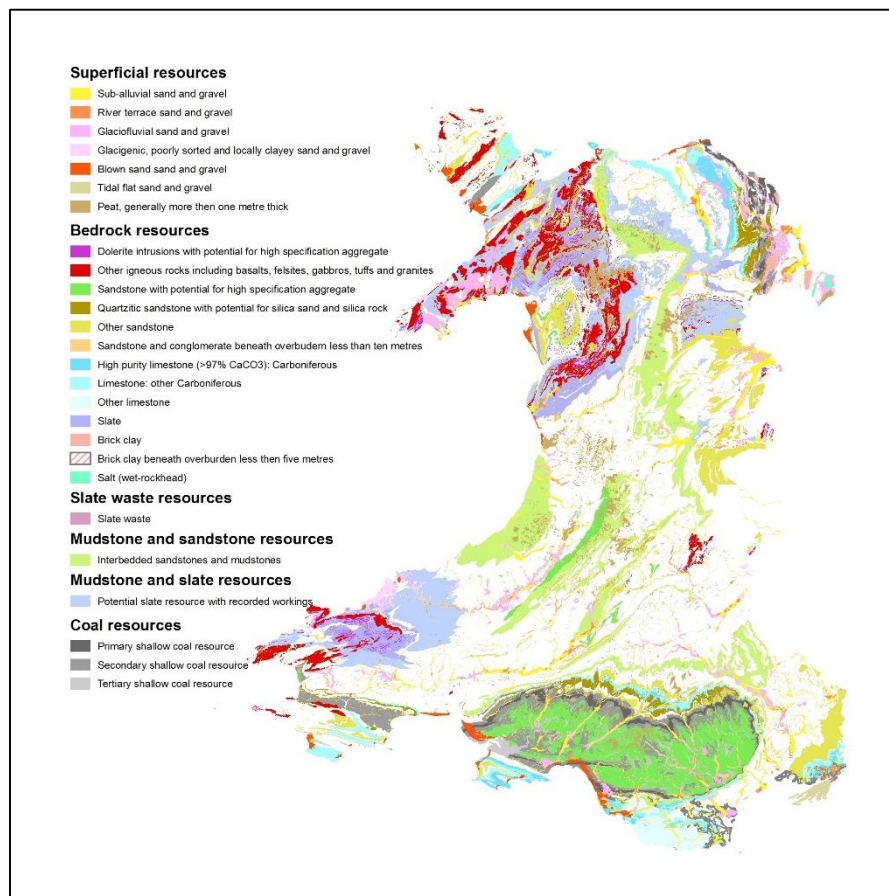 Superficial resources
Sub-alluvial sand and gravel
River terrace sand and gravel
Glaciofluvial sand and gravel
Glacigenic, poorly sorted and locally clayey sand and gravel
Blown sand sand and gravel
Tidal flat sand and gravel
Peat, generally more then one metre thick
Bedrock resources
Dolerite intrusions with potential for high specification aggregate
Other igneous rocks including basalts, felsites, gabbros, tuffs and granites
Sandstone with potential for high specification aggregate
Quartzitic sandstone with potential for silica sand and silica rock
Other sandstone
Sandstone and conglomerate beneath overburdem less than ten metres
High purity limestone (>97% CaCO3): Carboniferous
Limestone: other Carboniferous
Other limestone
Slate
Brick clay
Brick clay beneath overburden less then five metres
Salt (wet-rockhead)
Slate waste resources
Slate waste
Mudstone and sandstone resources
Interbedded sandstones and mudstones
Mudstone and slate resources
Potential slate resource with recorded workings
Coal resources
Primary shallow coal resource
Secondary shallow coal resource
Tertiary shallow coal resource